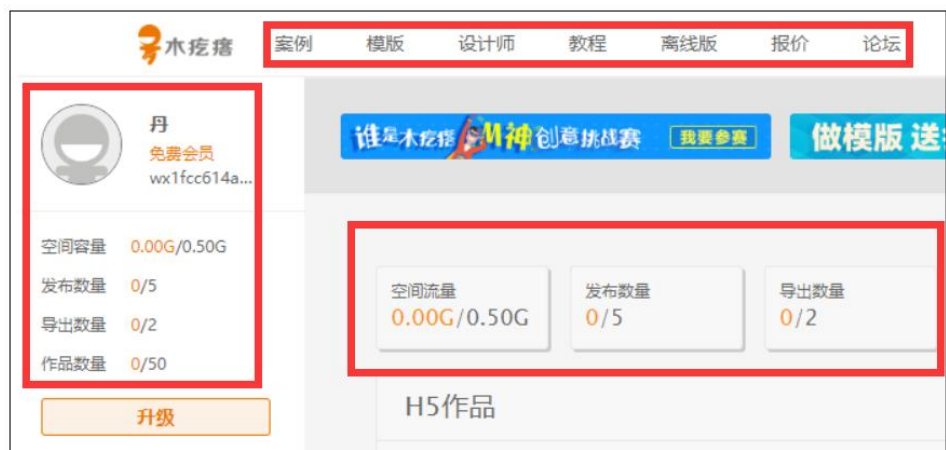 木疙瘩 案例 模版 设计师 教程 离线版 报价 论坛
丹
免费会员
wx1fcc614a...
谁是木疙瘩M神创意挑战赛 我要参赛 做模版 送
空间容量 0.00G/0.50G
发布数量 0/5
导出数量 0/2
作品数量 0/50
升级
空间流量 发布数量 导出数量
0.00G/0.50G 0/5 0/2
H5作品